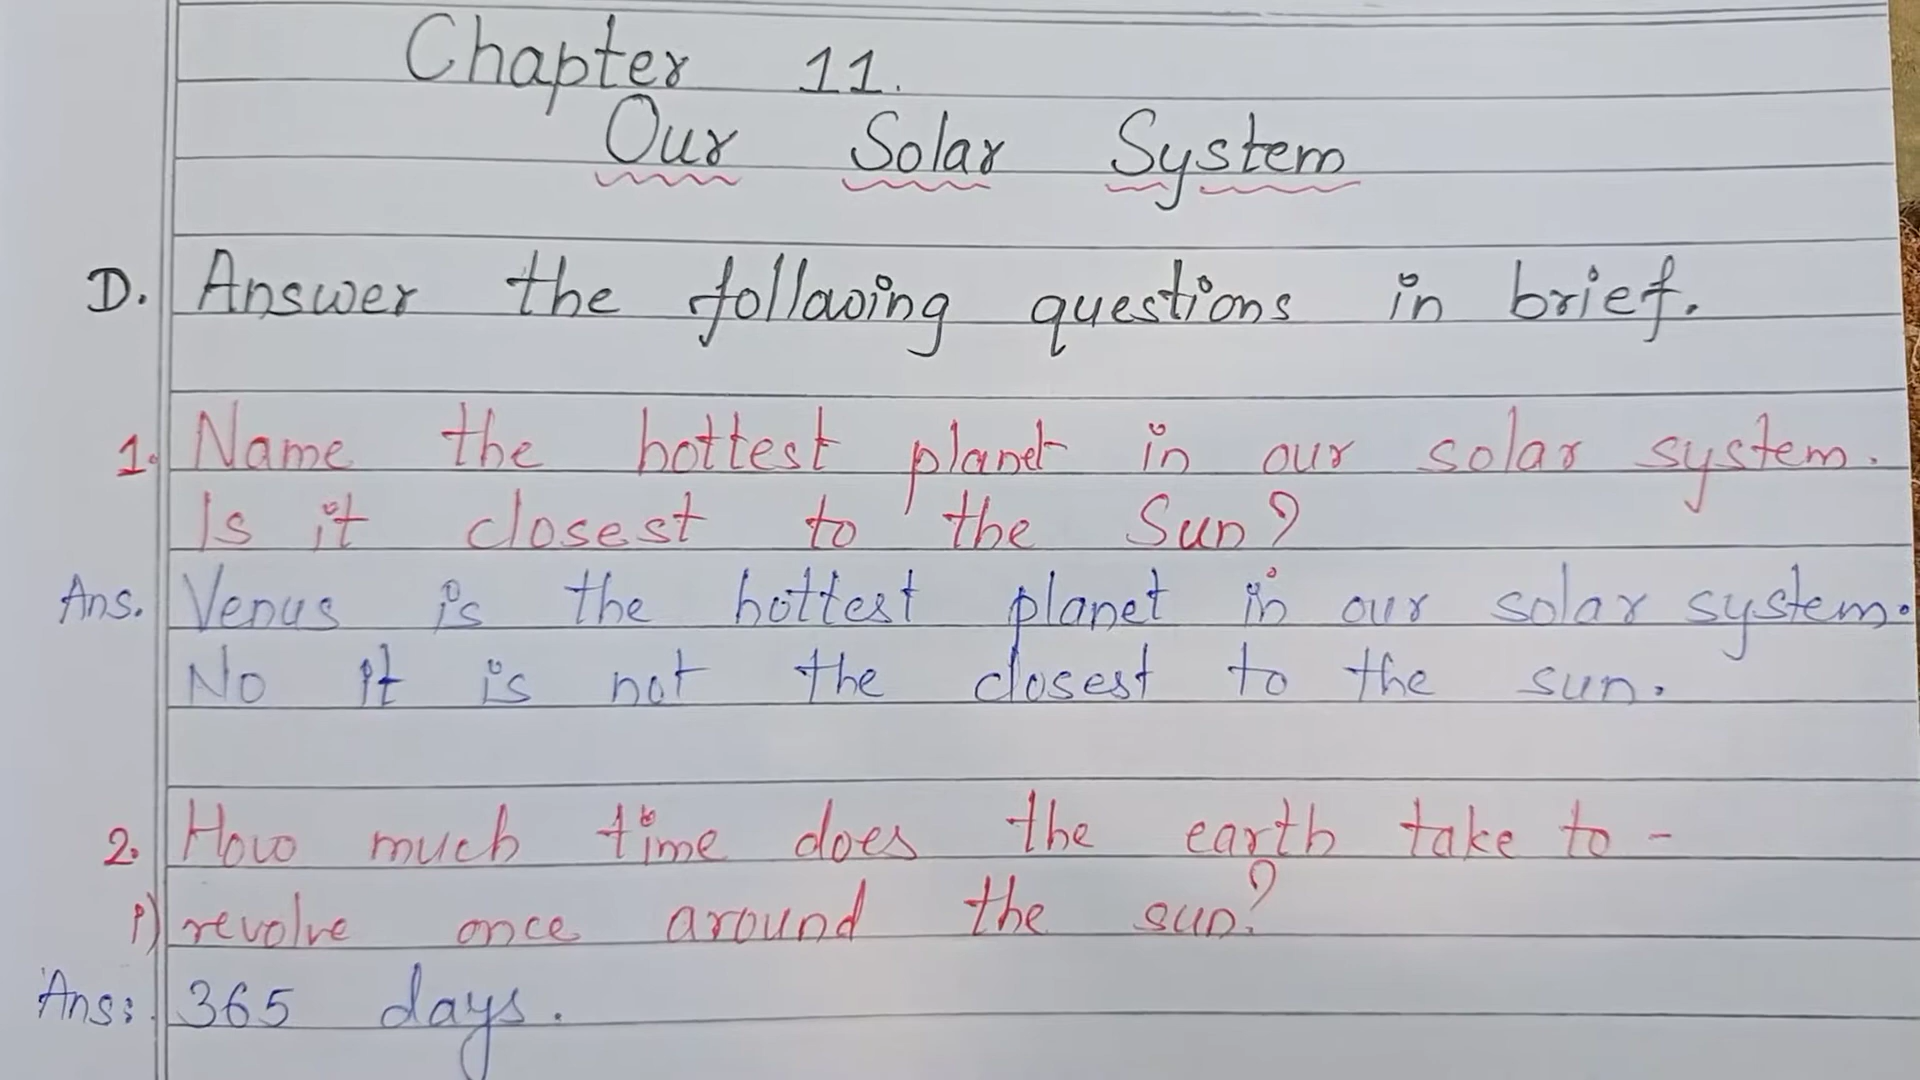 Chapter 11.
Our Solar System
D. Answer the following questions in brief.
1. Name the hottest planet in our solar system.
Is it closest to the Sun?
Ans. Venus is the hottest planet in our solar system.
No it is not the closest to the sun.
2. How much time does the earth take to -
i) revolve once around the sun?
Ans: 365 days.